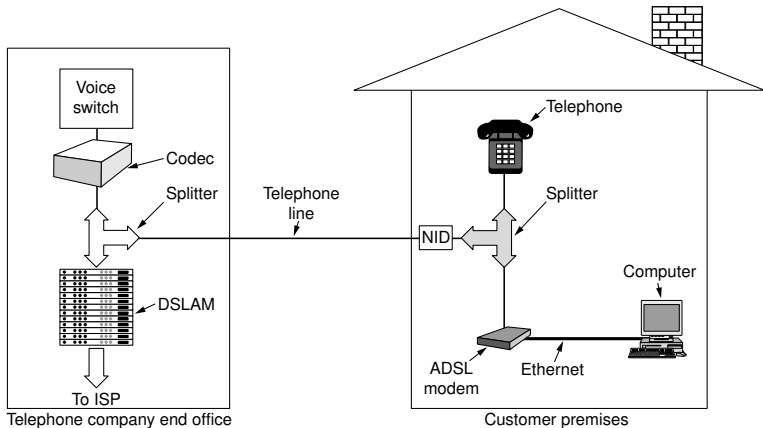 Voice
switch
Codec
Splitter
Telephone
line
DSLAM
To ISP
Telephone company end office
Telephone
Splitter
NID
Computer
ADSL
modem
Ethernet
Customer premises